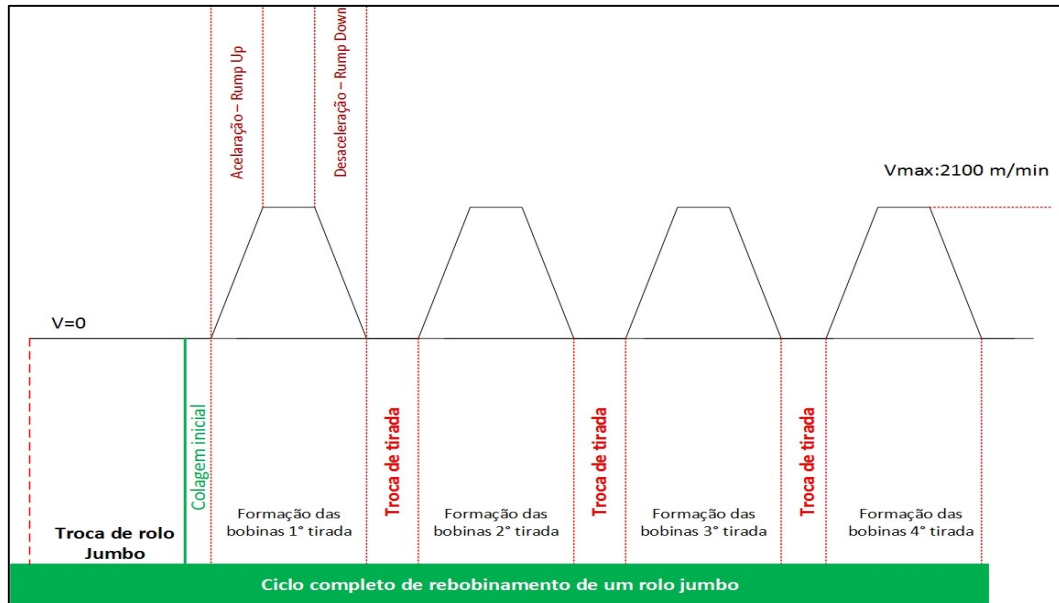 Acelaração – Rump Up
Desaceleração – Rump Down
Vmax:2100 m/min
V=0
Troca de rolo
Jumbo
Colagem inicial
Formação das
bobinas 1° tirada
Troca de tirada
Formação das
bobinas 2° tirada
Troca de tirada
Formação das
bobinas 3° tirada
Troca de tirada
Formação das
bobinas 4° tirada
Ciclo completo de rebobinamento de um rolo jumbo